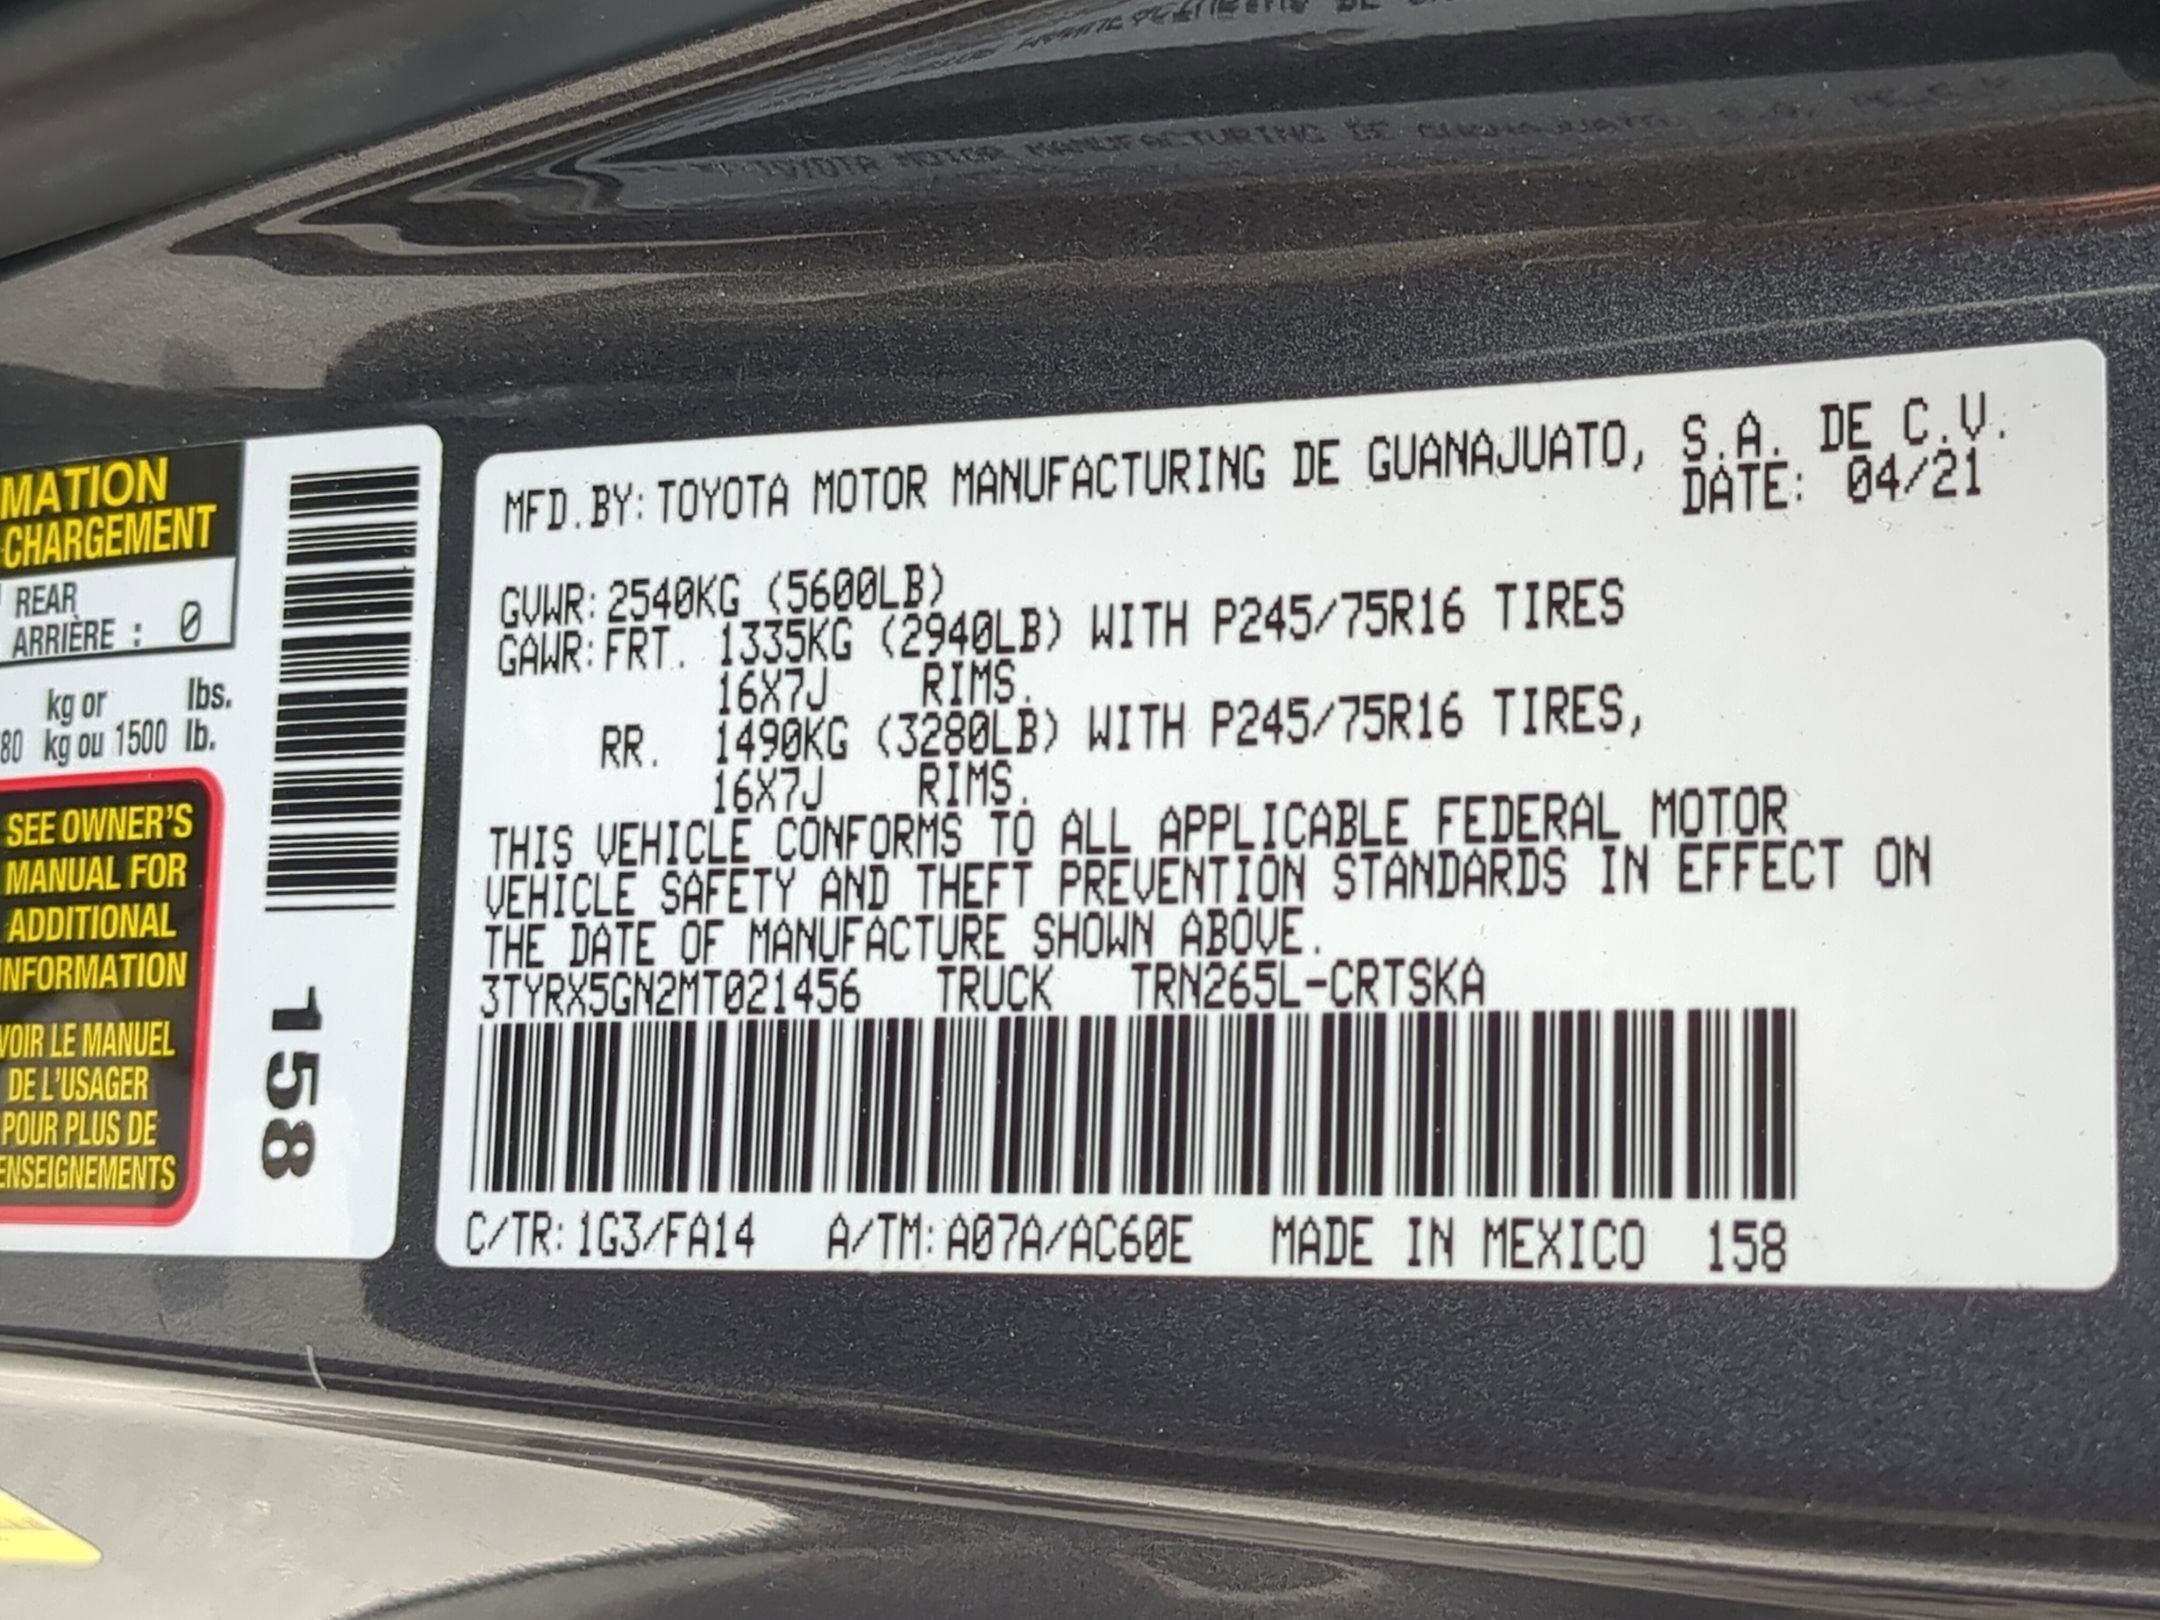 MATION
CHARGEMENT
REAR
ARRIÈRE : 0
kg or lbs.
80 kg ou 1500 lb.
SEE OWNER'S
MANUAL FOR
ADDITIONAL
INFORMATION
VOIR LE MANUEL
DE L'USAGER
POUR PLUS DE
ENSEIGNEMENTS
158
MFD.BY:TOYOTA MOTOR MANUFACTURING DE GUANAJUATO, S.A. DE C.V.
DATE: 04/21
GVWR:2540KG (5600LB)
GAWR:FRT. 1335KG (2940LB) WITH P245/75R16 TIRES
16X7J RIMS.
RR. 1490KG (3280LB) WITH P245/75R16 TIRES,
16X7J RIMS.
THIS VEHICLE CONFORMS TO ALL APPLICABLE FEDERAL MOTOR
VEHICLE SAFETY AND THEFT PREVENTION STANDARDS IN EFFECT ON
THE DATE OF MANUFACTURE SHOWN ABOVE.
3TYRX5GN2MT021456 TRUCK TRN265L-CRTSKA
C/TR:1G3/FA14 A/TM:A07A/AC60E MADE IN MEXICO 158